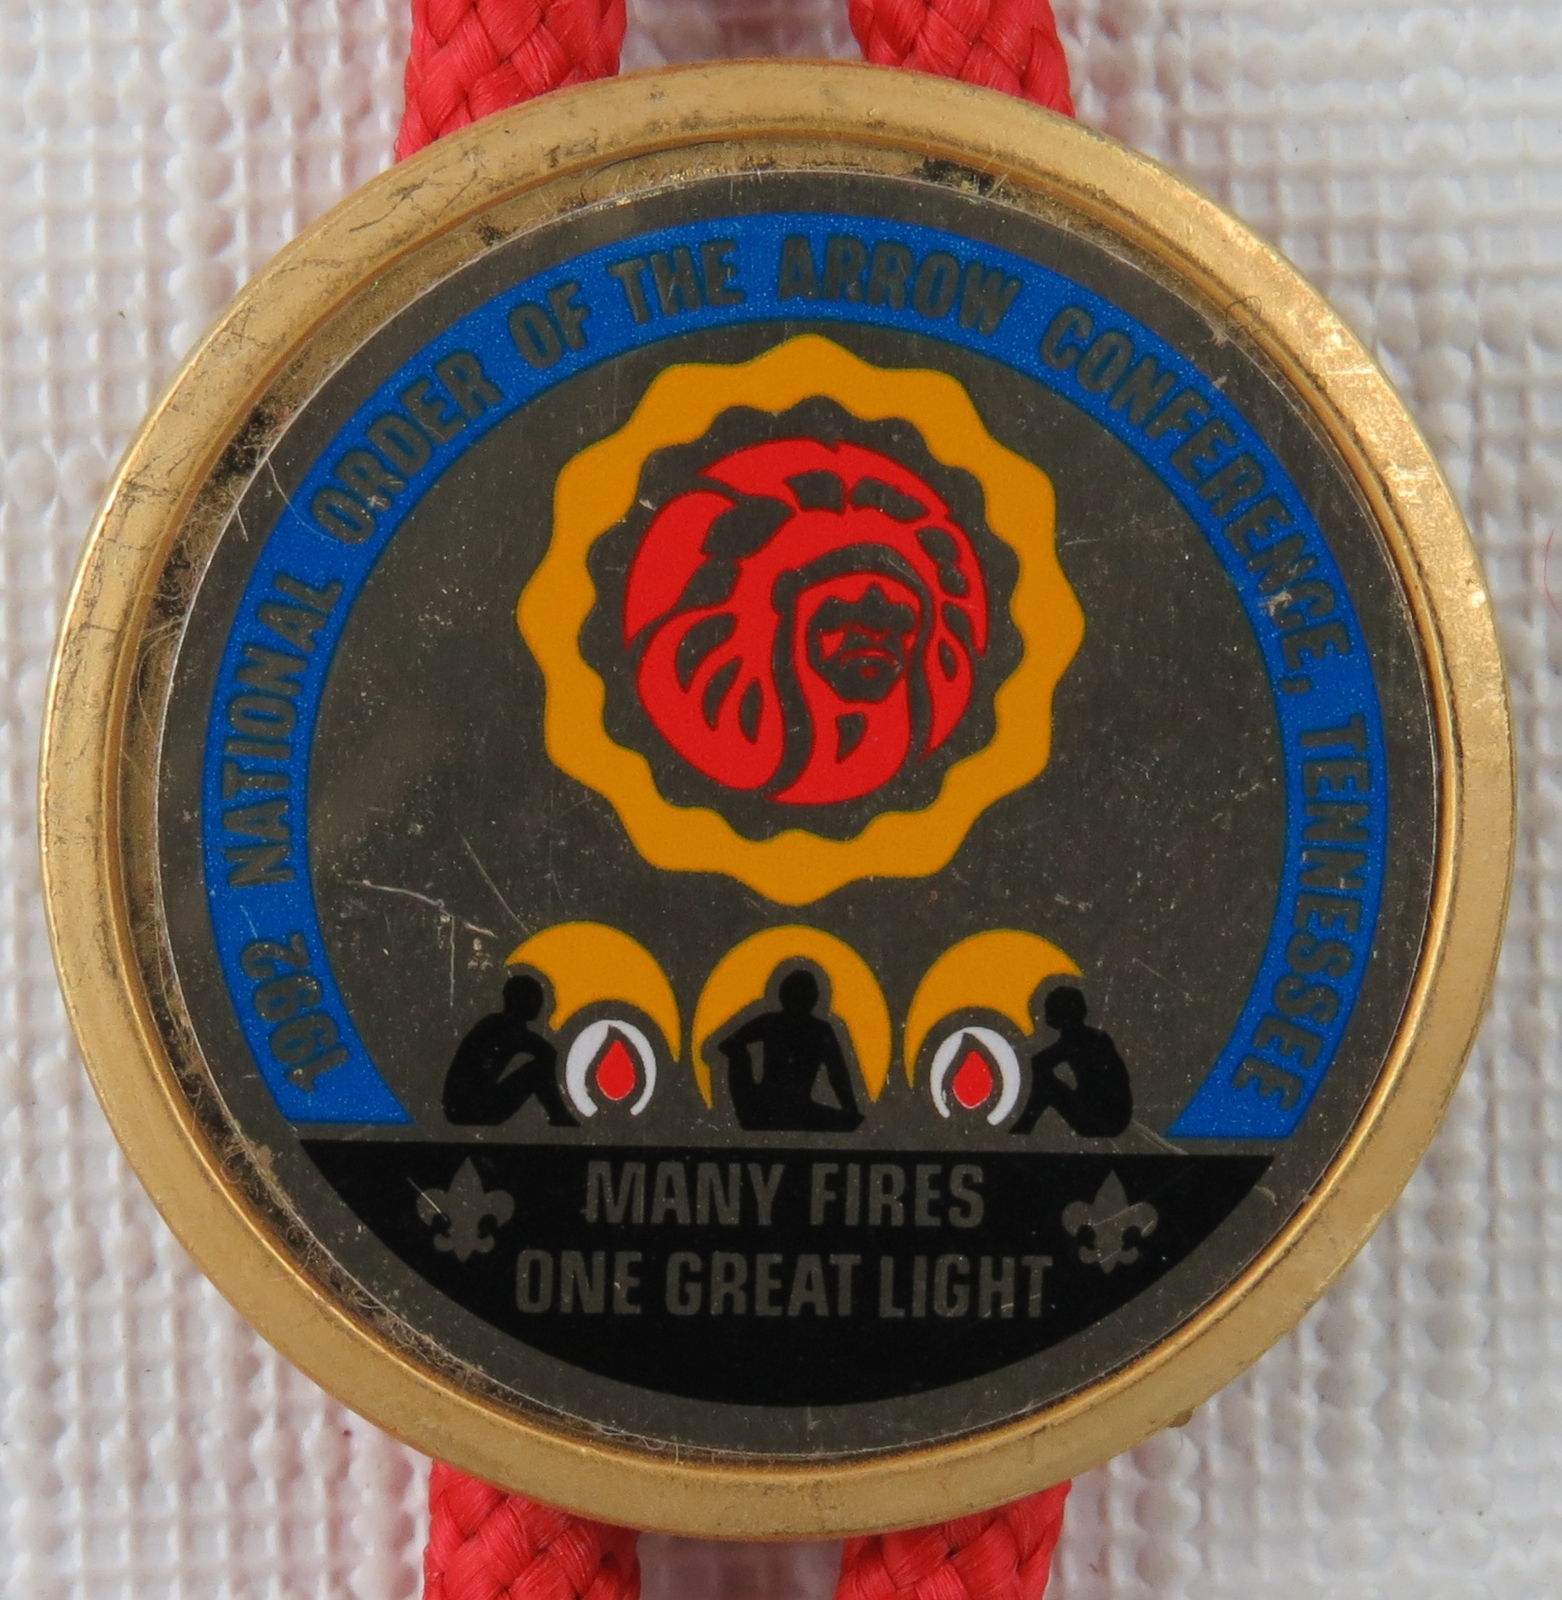 1992 NATIONAL ORDER OF THE ARROW CONFERENCE, TENNESSEE
MANY FIRES
ONE GREAT LIGHT